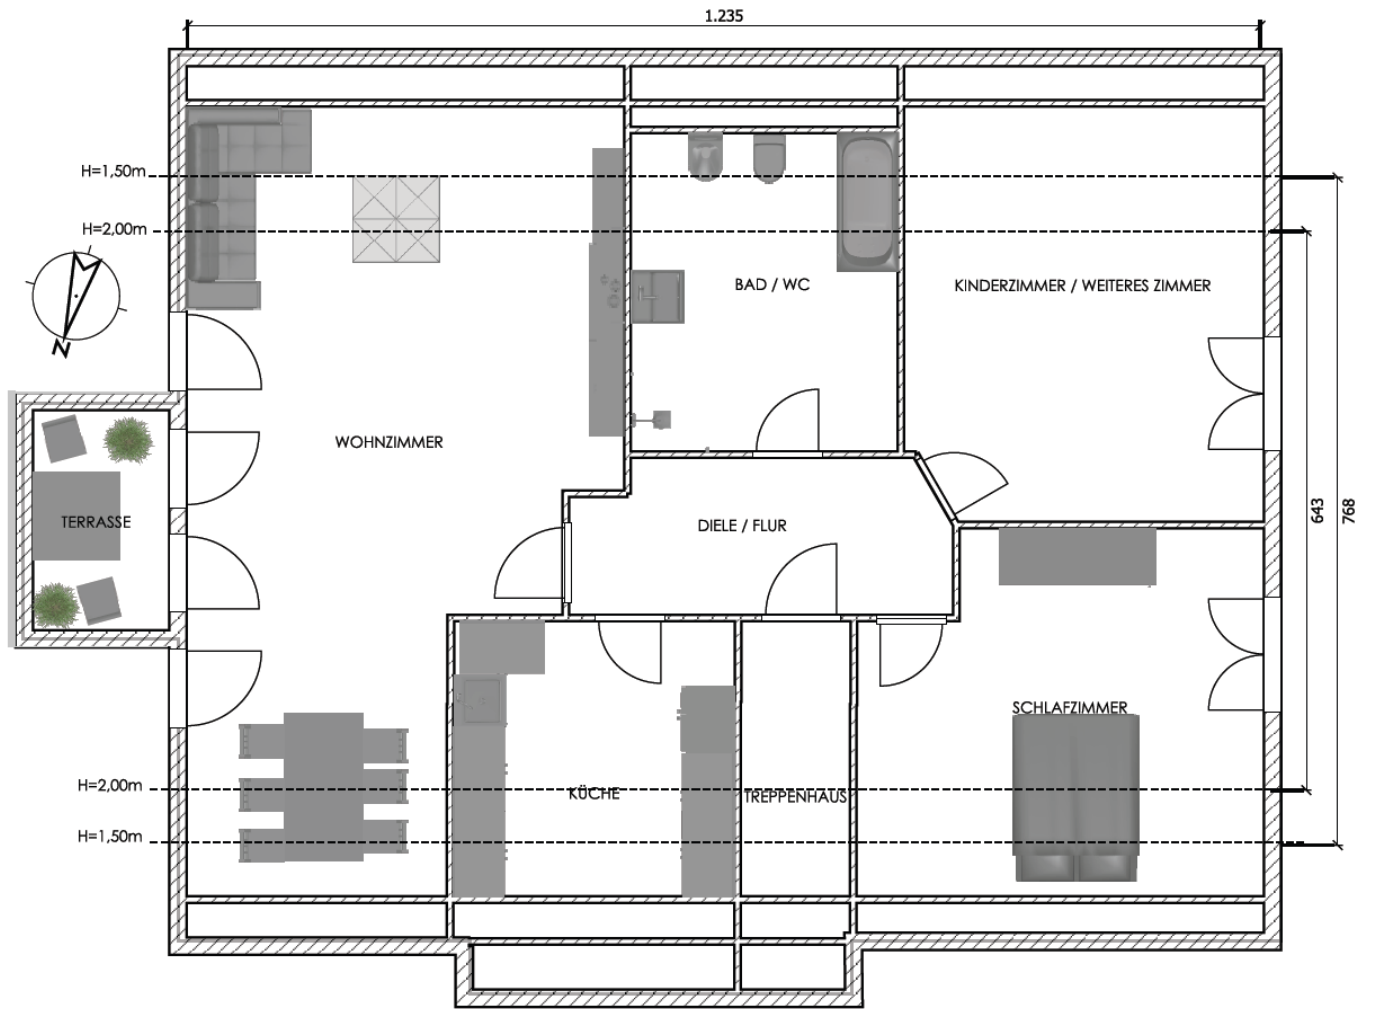 1.235
H=1,50m
H=2,00m
BAD / WC
KINDERZIMMER / WEITERES ZIMMER
N
WOHNZIMMER
TERRASSE
DIELE / FLUR
643
768
SCHLAFZIMMER
H=2,00m
KÜCHE
TREPPENHAUS
H=1,50m